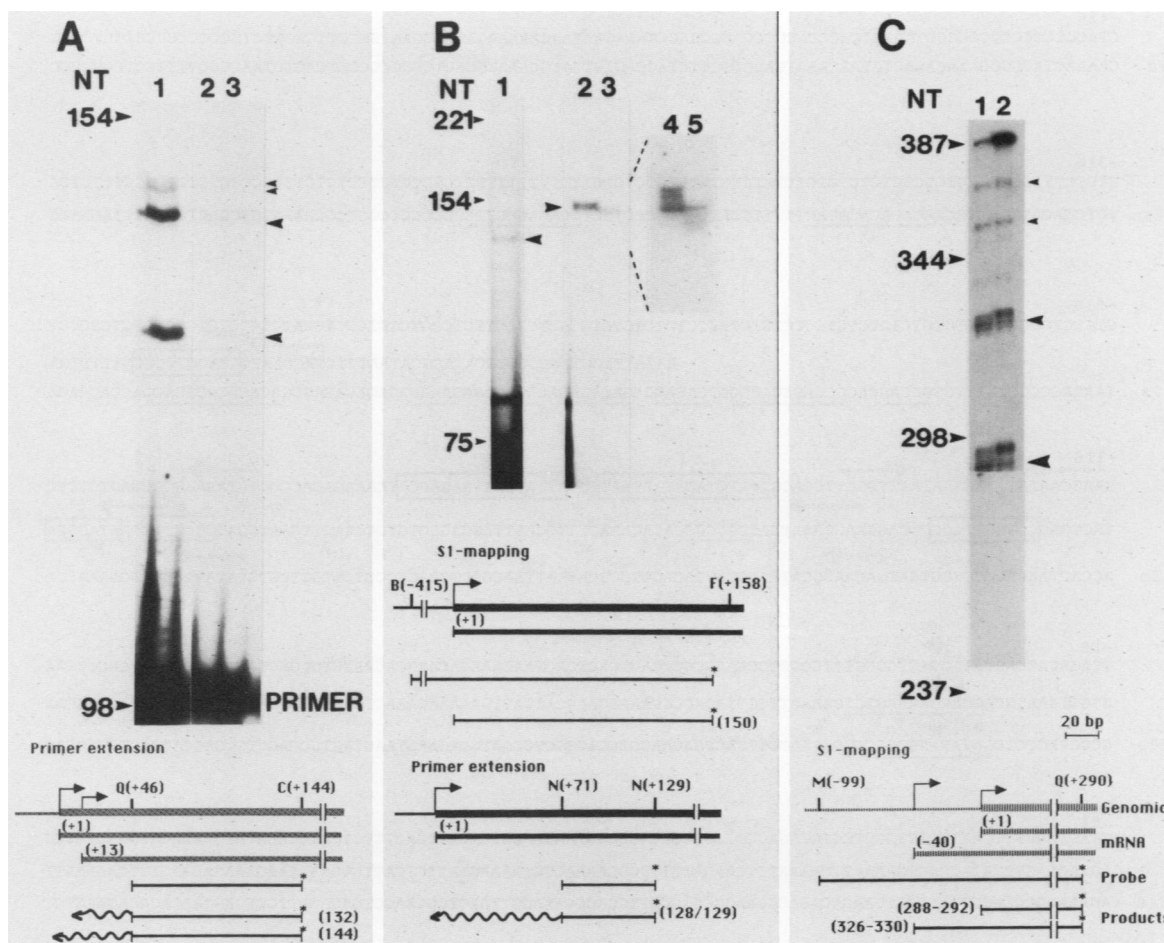 A
NT 1 2 3
154
98 PRIMER
Primer extension
Q(+46) C(+144)
(+1)
(+13)
*
* (132)
* (144)
B
NT 1 2 3
221
4 5
154
75
S1-mapping
B(-415) F(+158)
(+1)
*
* (150)
Primer extension
N(+71) N(+129)
(+1)
*
* (128/129)
C
NT 1 2
387
344
298
237
20 bp
S1-mapping
M(-99) Q(+290)
Genomic
(+1)
mRNA
(-40)
* Probe
(288-292) *
Products
(326-330) *